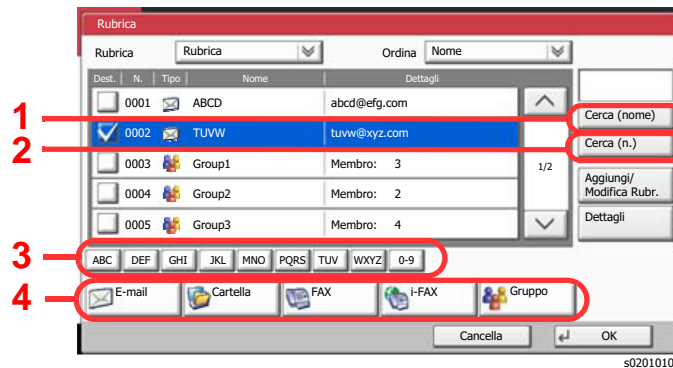 Rubrica
Rubrica Rubrica Ordina Nome
Dest. N. Tipo Nome Dettagli
0001 ABCD abcd@efg.com
1 Cerca (nome)
0002 TUVW tuvw@xyz.com
2 Cerca (n.)
0003 Group1 Membro: 3 1/2
Aggiungi/
Modifica Rubr.
0004 Group2 Membro: 2
0005 Group3 Membro: 4 Dettagli
3 ABC DEF GHI JKL MNO PQRS TUV WXYZ 0-9
4 E-mail Cartella FAX i-FAX Gruppo
Cancella OK
s0201010